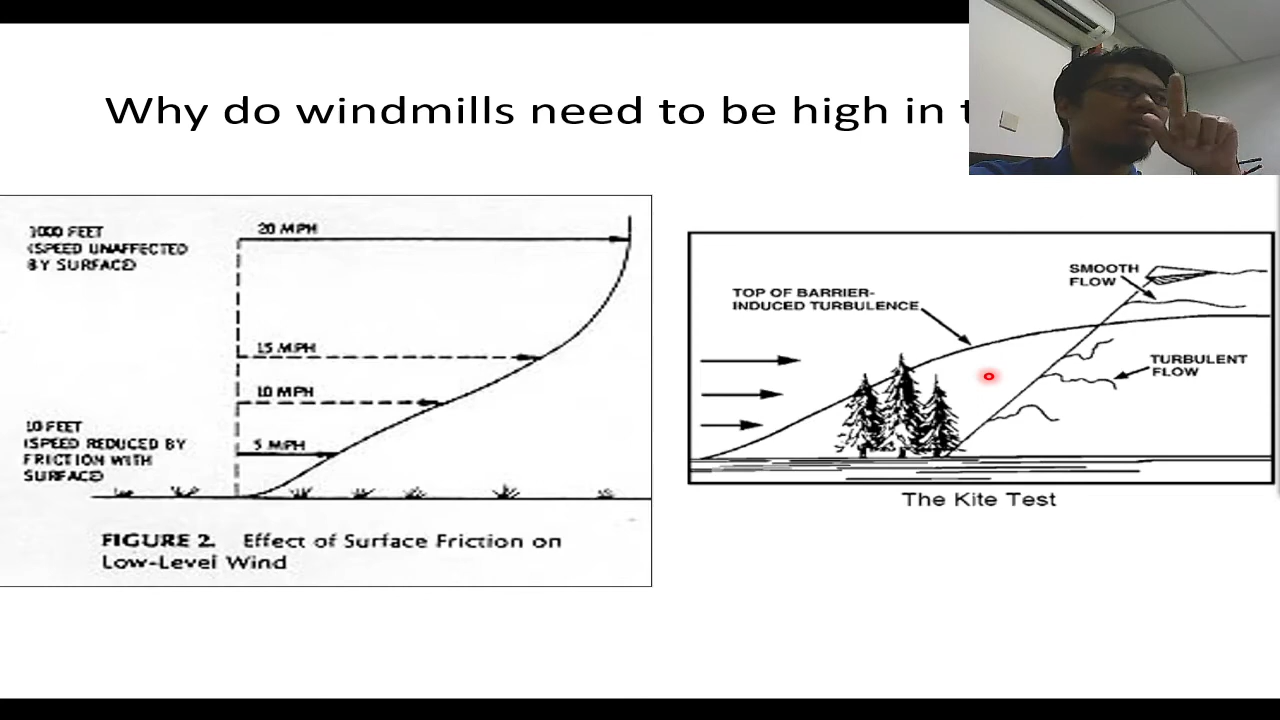 Why do windmills need to be high in
1000 FEET
(SPEED UNAFFECTED
BY SURFACE)
20 MPH
15 MPH
10 MPH
10 FEET
(SPEED REDUCED BY
FRICTION WITH
SURFACE)
5 MPH
FIGURE 2. Effect of Surface Friction on
Low-Level Wind
SMOOTH
FLOW
TOP OF BARRIER-
INDUCED TURBULENCE
TURBULENT
FLOW
The Kite Test